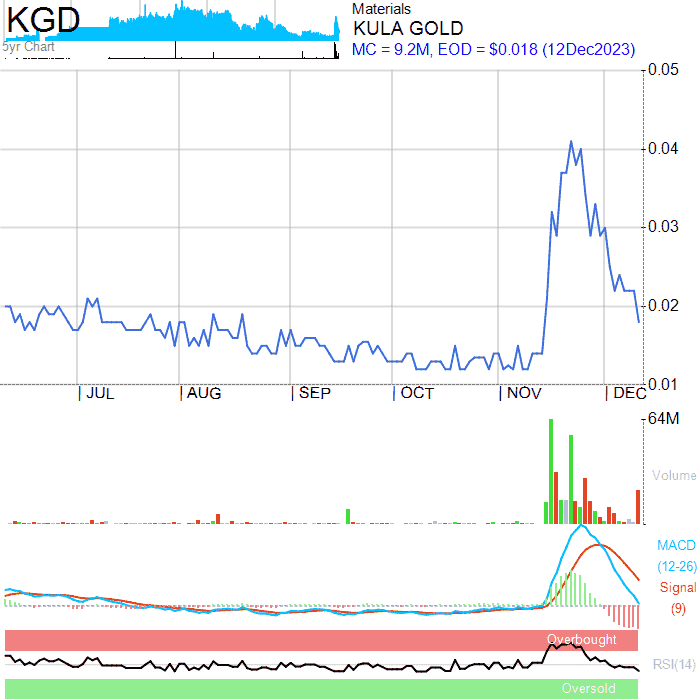 KGD
5yr Chart
Materials
KULA GOLD
MC = 9.2M, EOD = $0.018 (12Dec2023)
0.05
0.04
0.03
0.02
0.01
JUL AUG SEP OCT NOV DEC
64M
Volume
MACD
(12-26)
Signal
(9)
Overbought
RSI(14)
Oversold